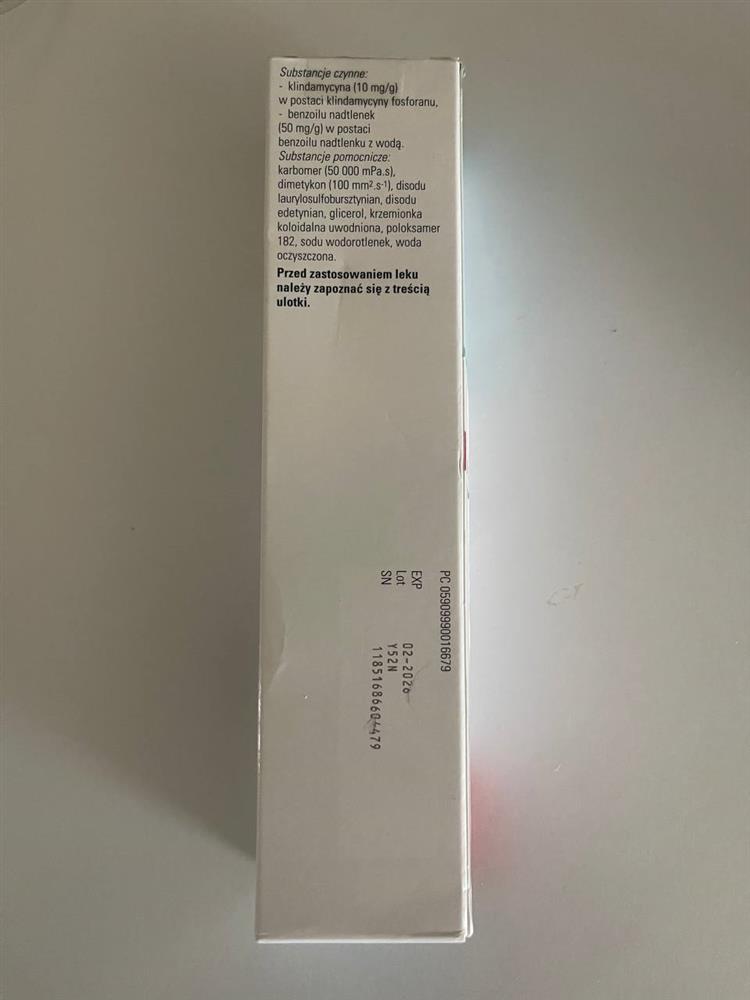 Substancje czynne:
- klindamycyna (10 mg/g)
w postaci klindamycyny fosforanu,
- benzoilu nadtlenek
(50 mg/g) w postaci
benzoilu nadtlenku z wodą.
Substancje pomocnicze:
karbomer (50 000 mPa.s),
dimetykon (100 mm².s-¹), disodu
laurylosulfobursztynian, disodu
edetynian, glicerol, krzemionka
koloidalna uwodniona, poloksamer
182, sodu wodorotlenek, woda
oczyszczona.
Przed zastosowaniem leku
należy zapoznać się z treścią
ulotki.
PC 05909990016679
EXP 02-2026
Lot Y52N
SN